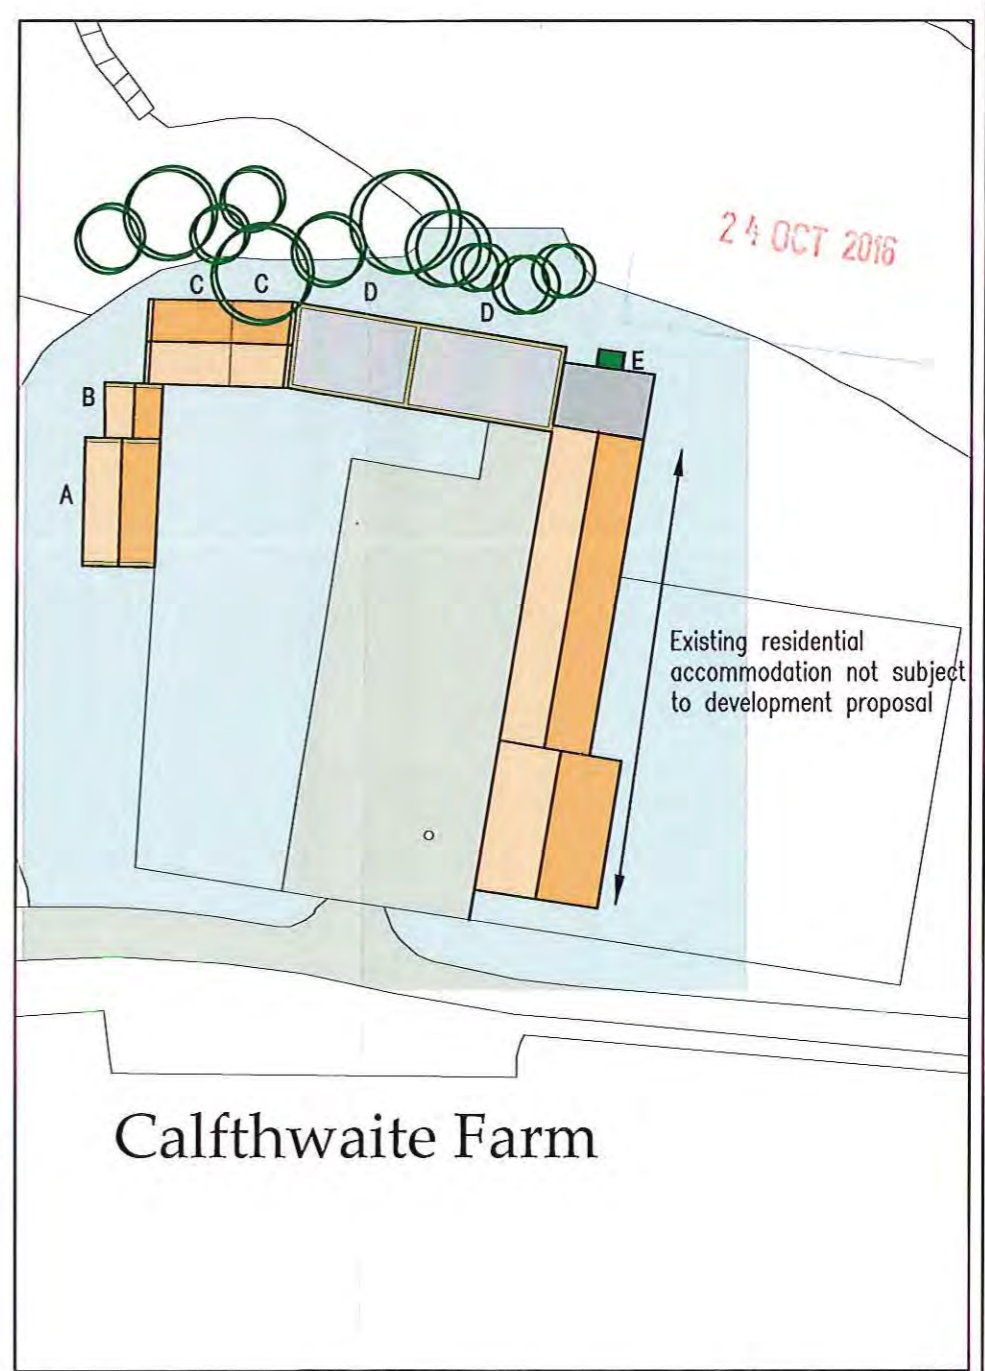 24 OCT 2016
C C D
D
E
B
A
Existing residential
accommodation not subject
to development proposal
Calfthwaite Farm